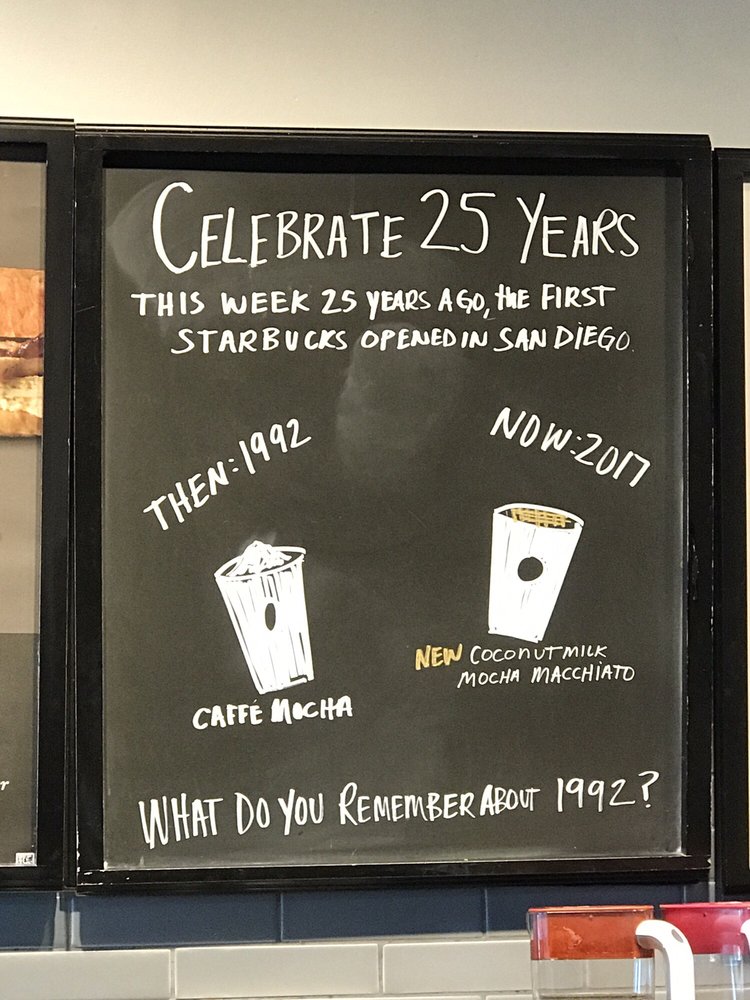 CELEBRATE 25 YEARS
THIS WEEK 25 YEARS AGO, the FIRST
STARBUCKS OPENED IN SAN DIEGO.
THEN: 1992
NOW: 2017
CAFFÉ MOCHA
NEW COCONUTMILK
MOCHA MACCHIATO
WHAT DO YOU REMEMBER ABOUT 1992?